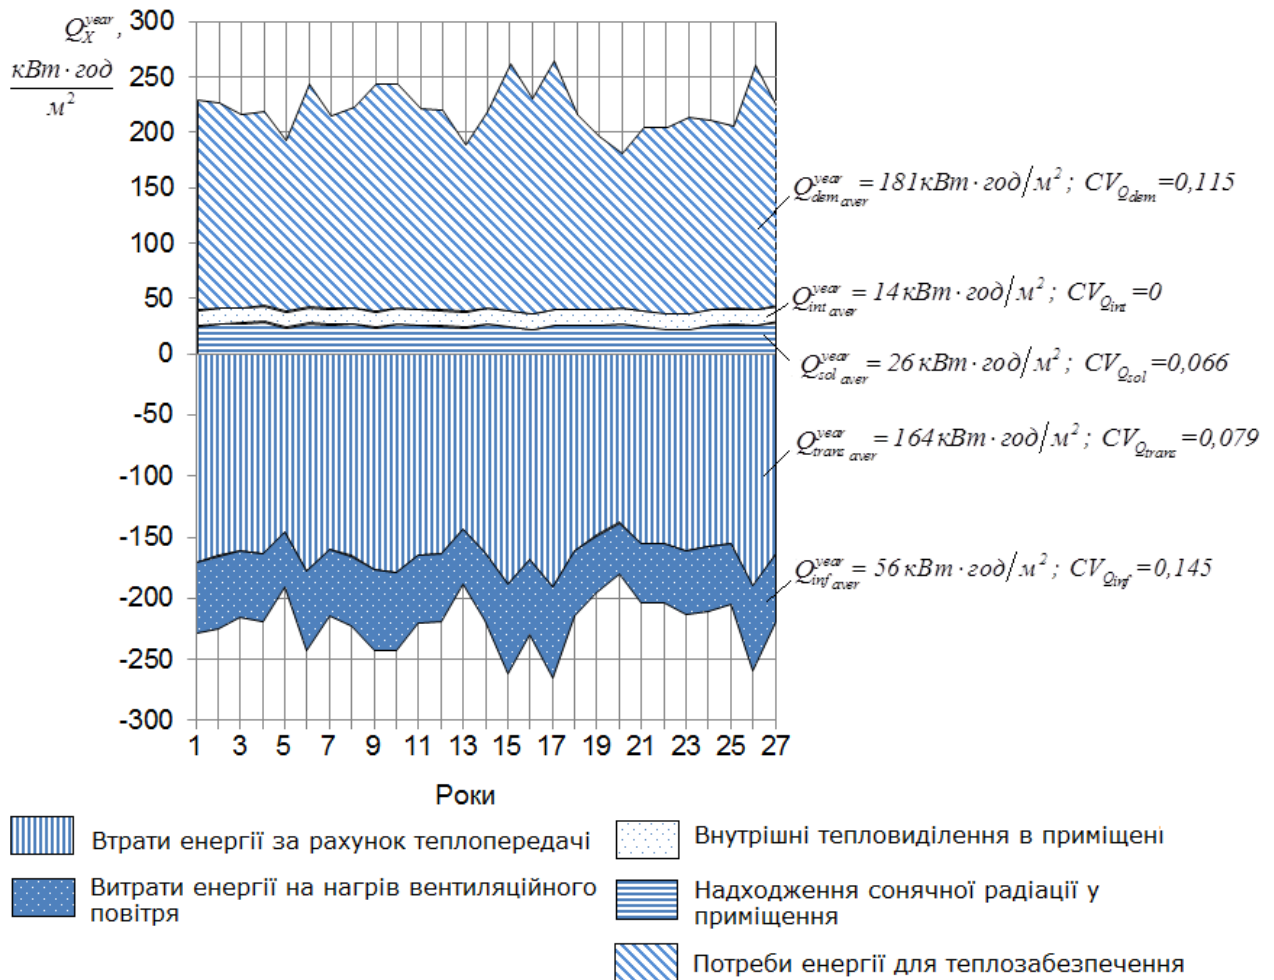 Q_X^year,
кВт·год/м²
300
250
200
150
100
50
0
-50
-100
-150
-200
-250
-300
1 3 5 7 9 11 13 15 17 19 21 23 25 27
Роки
Q_dem aver^year = 181 кВт·год/м² ; CV_Qdem =0,115
Q_int aver^year = 14 кВт·год/м² ; CV_Qint =0
Q_sol aver^year = 26 кВт·год/м² ; CV_Qsol =0,066
Q_trans aver^year = 164 кВт·год/м² ; CV_Qtrans =0,079
Q_inf aver^year = 56 кВт·год/м² ; CV_Qinf =0,145
Втрати енергії за рахунок теплопередачі
Витрати енергії на нагрів вентиляційного
повітря
Внутрішні тепловиділення в приміщені
Надходження сонячної радіації у
приміщення
Потреби енергії для теплозабезпечення